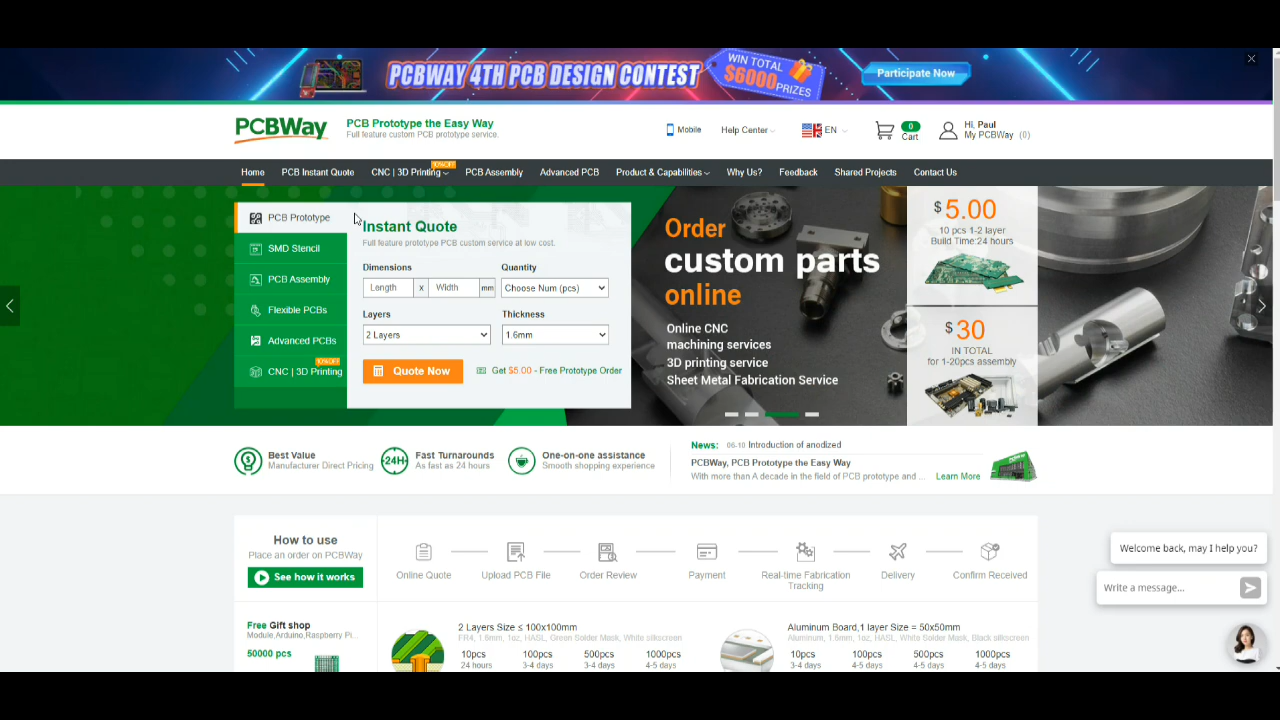 PCBWAY 4TH PCB DESIGN CONTEST
WIN TOTAL
$6000
PRIZES
Participate Now
PCBWay
PCB Prototype the Easy Way
Full feature custom PCB prototype service.
Mobile
Help Center
EN
0
Cart
Hi, Paul
My PCBWay (0)
Home
PCB Instant Quote
CNC | 3D Printing
10%OFF
PCB Assembly
Advanced PCB
Product & Capabilities
Why Us?
Feedback
Shared Projects
Contact Us
PCB Prototype
SMD Stencil
PCB Assembly
Flexible PCBs
Advanced PCBs
10%OFF
CNC | 3D Printing
Instant Quote
Full feature prototype PCB custom service at low cost.
Dimensions
Quantity
Length x Width mm
Choose Num (pcs)
Layers
Thickness
2 Layers
1.6mm
Quote Now
Get $5.00 - Free Prototype Order
Order
custom parts
online
Online CNC
machining services
3D printing service
Sheet Metal Fabrication Service
$5.00
10 pcs 1-2 layer
Build Time:24 hours
$30
IN TOTAL
for 1-20pcs assembly
Best Value
Manufacturer Direct Pricing
24H
Fast Turnarounds
As fast as 24 hours
One-on-one assistance
Smooth shopping experience
News: 06-10 Introduction of anodized
PCBWay, PCB Prototype the Easy Way
With more than A decade in the field of PCB prototype and ... Learn More
How to use
Place an order on PCBWay
See how it works
Online Quote
Upload PCB File
Order Review
Payment
Real-time Fabrication
Tracking
Delivery
Confirm Received
Welcome back, may I help you?
Write a message...
Free Gift shop
Module,Arduino,Raspberry Pi...
50000 pcs
2 Layers Size ≤ 100x100mm
FR4, 1.6mm, 1oz, HASL, Green Solder Mask, White silkscreen
10pcs 100pcs 500pcs 1000pcs
24 hours 3-4 days 3-4 days 4-5 days
Aluminum Board,1 layer Size = 50x50mm
Aluminum, 1.6mm, 1oz, HASL, White Solder Mask, Black silkscreen
10pcs 100pcs 500pcs 1000pcs
3-4 days 4-5 days 4-5 days 4-5 days